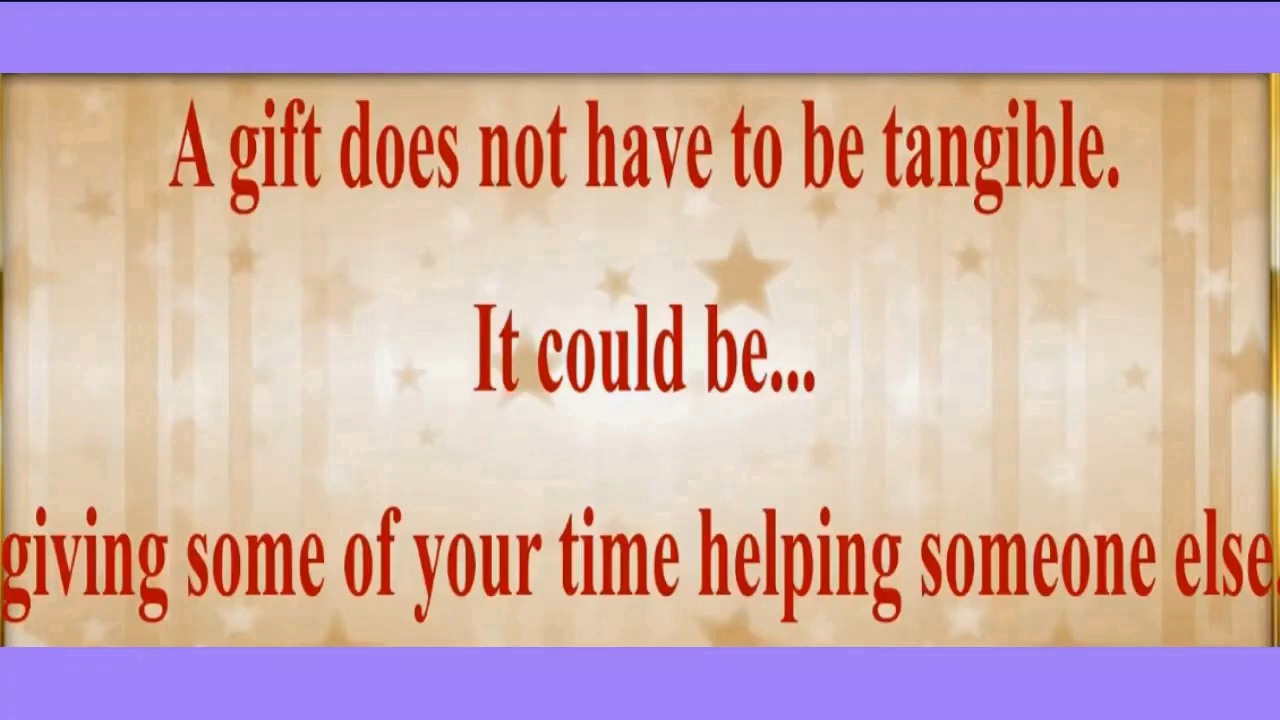 A gift does not have to be tangible.
It could be...
giving some of your time helping someone else.